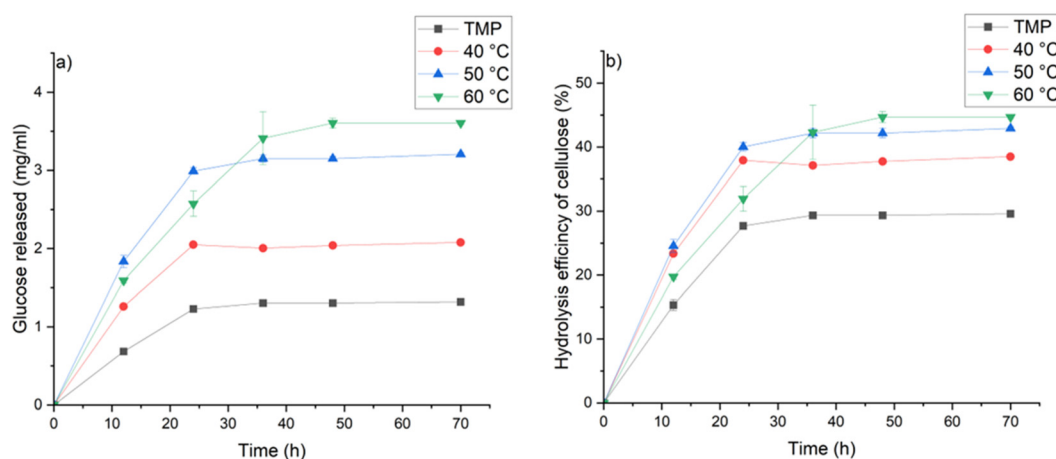 TMP
40 °C
50 °C
60 °C
a)
Glucose released (mg/ml)
4
3
2
1
0
0 10 20 30 40 50 60 70
Time (h)
TMP
40 °C
50 °C
60 °C
b)
Hydrolysis efficincy of cellulose (%)
50
40
30
20
10
0
0 10 20 30 40 50 60 70
Time (h)